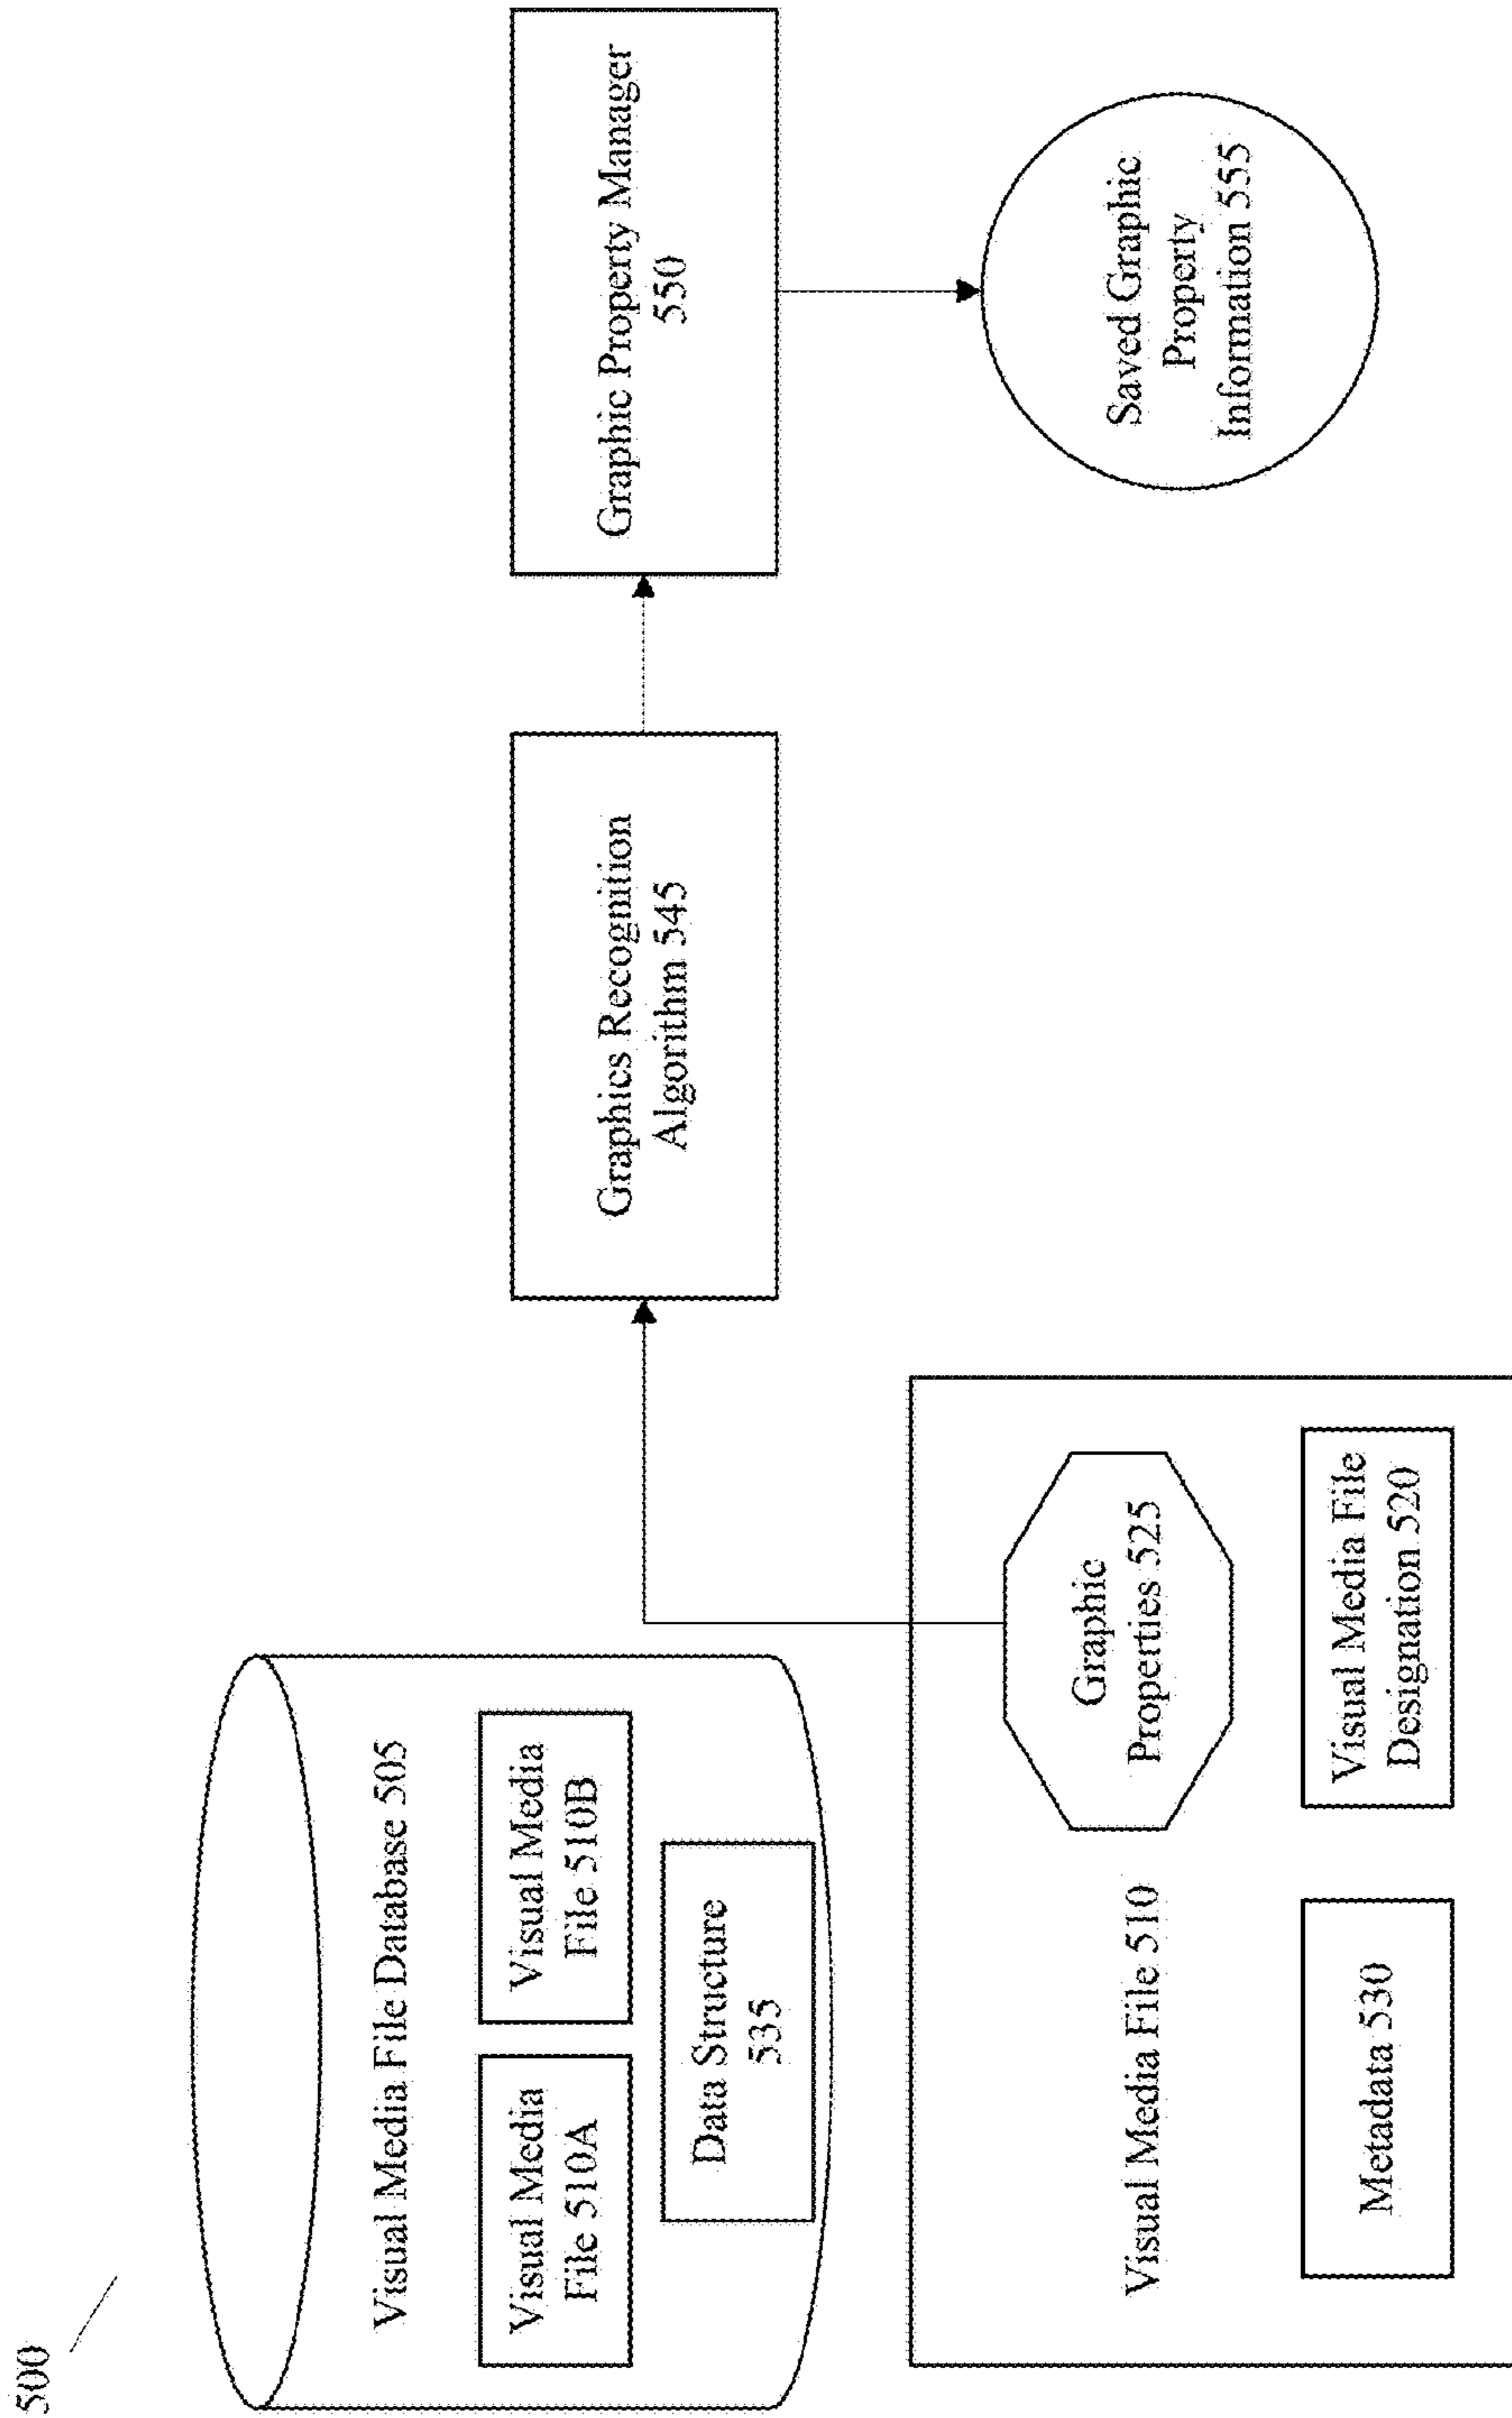 500
Visual Media File Database 505
Visual Media
File 510A
Visual Media
File 510B
Data Structure
535
Visual Media File 510
Graphic
Properties 525
Metadata 530
Visual Media File
Designation 520
Graphics Recognition
Algorithm 545
Graphic Property Manager
550
Saved Graphic
Property
Information 555